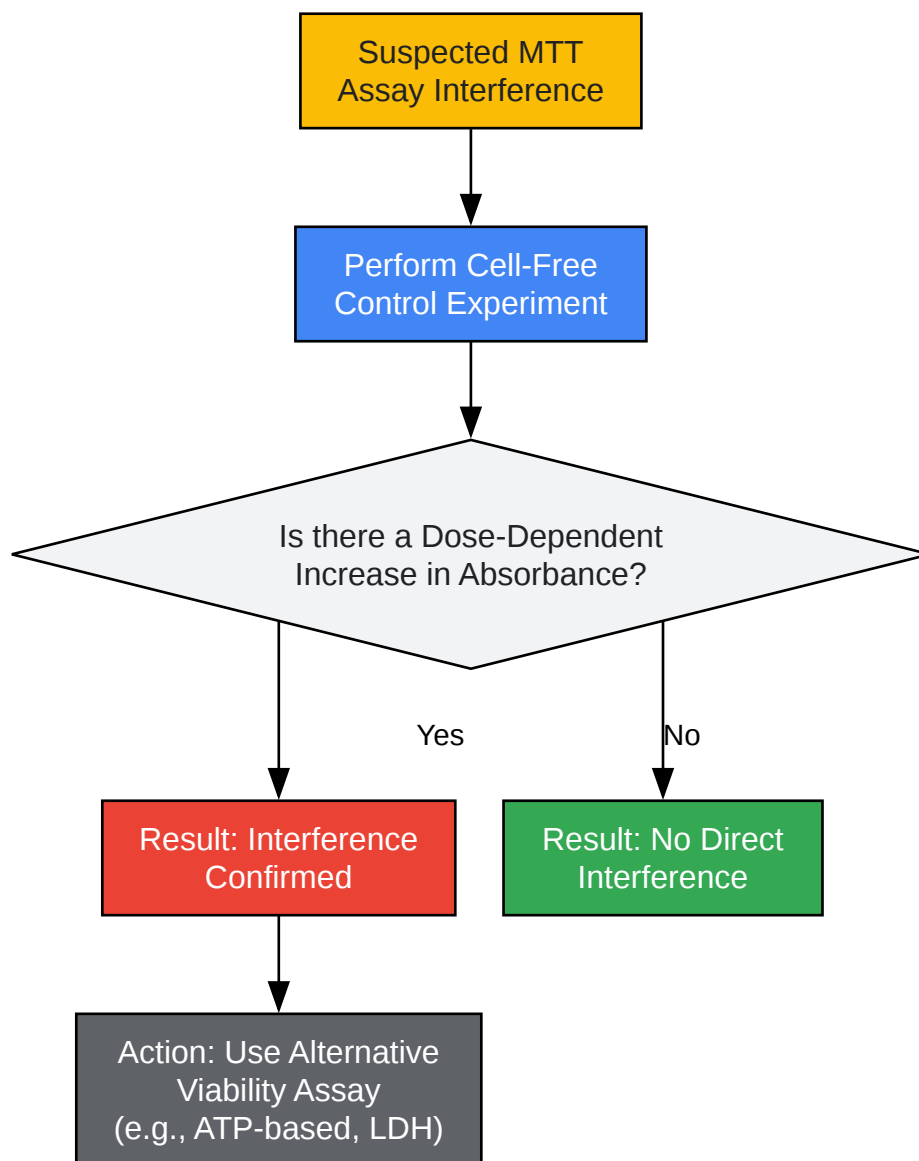 Suspected MTT
Assay Interference
Perform Cell-Free
Control Experiment
Is there a Dose-Dependent
Increase in Absorbance?
Yes
No
Result: Interference
Confirmed
Result: No Direct
Interference
Action: Use Alternative
Viability Assay
(e.g., ATP-based, LDH)